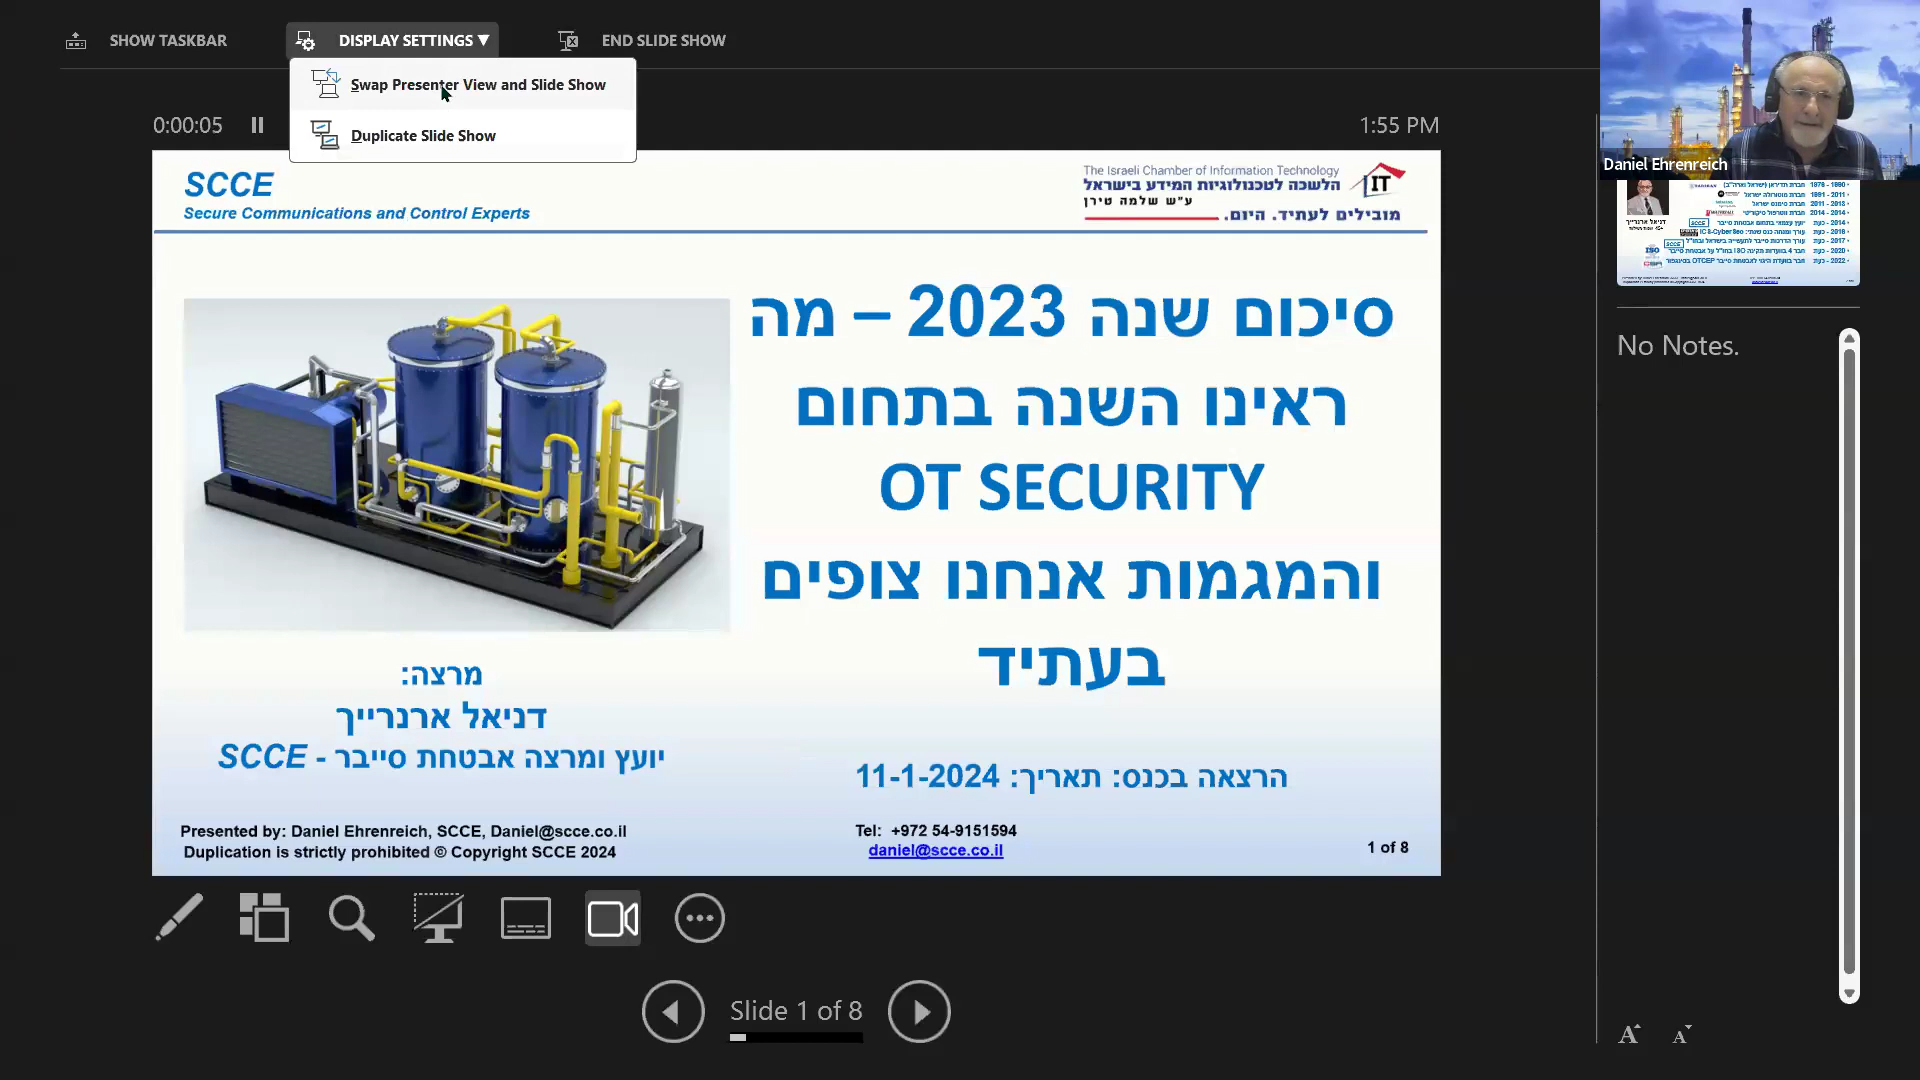 SHOW TASKBAR
DISPLAY SETTINGS ▼
END SLIDE SHOW
Swap Presenter View and Slide Show
Duplicate Slide Show
0:00:05
1:55 PM
Daniel Ehrenreich
SCCE
Secure Communications and Control Experts
The Israeli Chamber of Information Technology
הלשכה לטכנולוגיות המידע בישראל
ע"ש שלמה טירן
מובילים לעתיד. היום.
IT
סיכום שנה 2023 – מה
ראינו השנה בתחום
OT SECURITY
והמגמות אנחנו צופים
בעתיד
מרצה:
דניאל ארנרייך
יועץ ומרצה אבטחת סייבר - SCCE
הרצאה בכנס: תאריך: 11-1-2024
Presented by: Daniel Ehrenreich, SCCE, Daniel@scce.co.il
Duplication is strictly prohibited © Copyright SCCE 2024
Tel: +972 54-9151594
daniel@scce.co.il
1 of 8
דניאל ארנרייך
No Notes.
Slide 1 of 8
A A